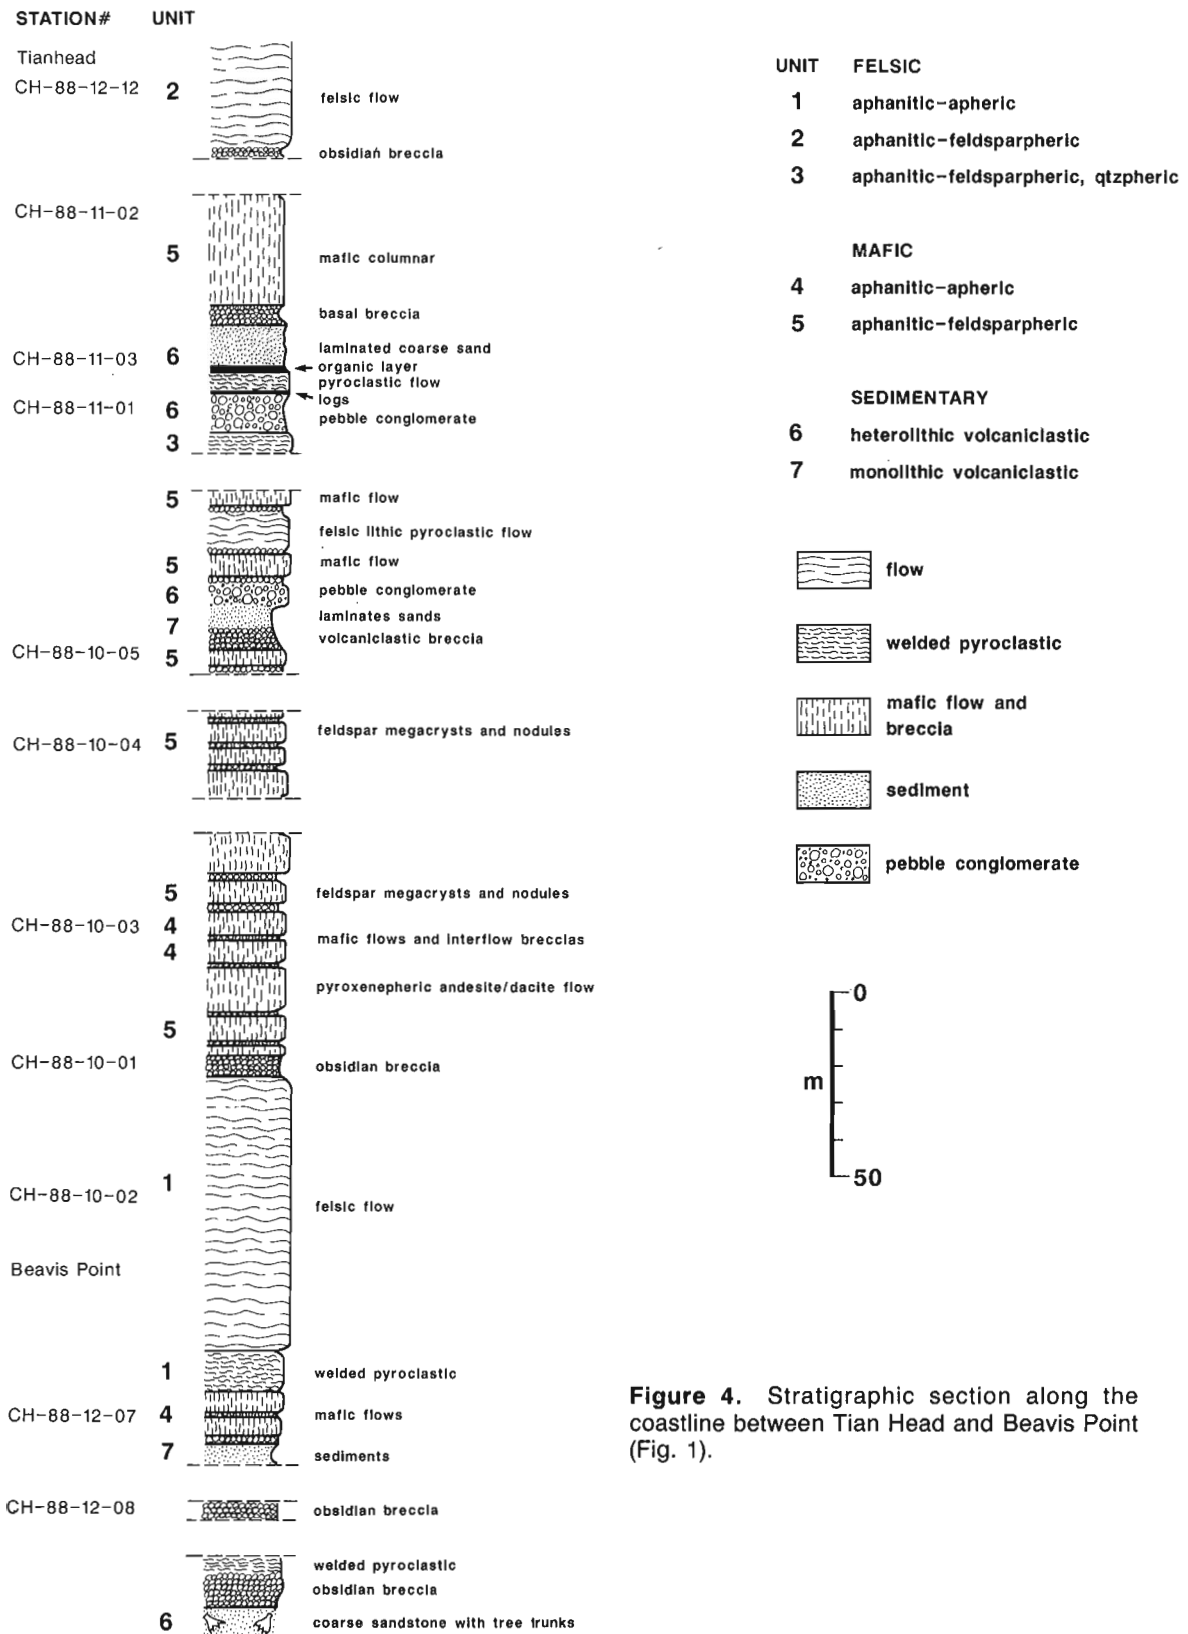 STATION# UNIT
Tianhead
CH-88-12-12 2
felsic flow
obsidian breccia
CH-88-11-02
5
mafic columnar
basal breccia
laminated coarse sand
CH-88-11-03 6
organic layer
pyroclastic flow
logs
CH-88-11-01 6
pebble conglomerate
3
5 mafic flow
felsic lithic pyroclastic flow
5 mafic flow
6 pebble conglomerate
laminates sands
7
volcaniclastic breccia
CH-88-10-05 5
feldspar megacrysts and nodules
CH-88-10-04 5
5 feldspar megacrysts and nodules
CH-88-10-03 4
mafic flows and interflow breccias
4
pyroxenepheric andesite/dacite flow
5
CH-88-10-01
obsidian breccia
1
CH-88-10-02
felsic flow
Beavis Point
1 welded pyroclastic
CH-88-12-07 4 mafic flows
7 sediments
CH-88-12-08 obsidian breccia
welded pyroclastic
obsidian breccia
6 coarse sandstone with tree trunks
UNIT FELSIC
1 aphanitic-apheric
2 aphanitic-feldsparpheric
3 aphanitic-feldsparpheric, qtzpheric
MAFIC
4 aphanitic-apheric
5 aphanitic-feldsparpheric
SEDIMENTARY
6 heterolithic volcaniclastic
7 monolithic volcaniclastic
flow
welded pyroclastic
mafic flow and
breccia
sediment
pebble conglomerate
0
m
50
Figure 4. Stratigraphic section along the
coastline between Tian Head and Beavis Point
(Fig. 1).